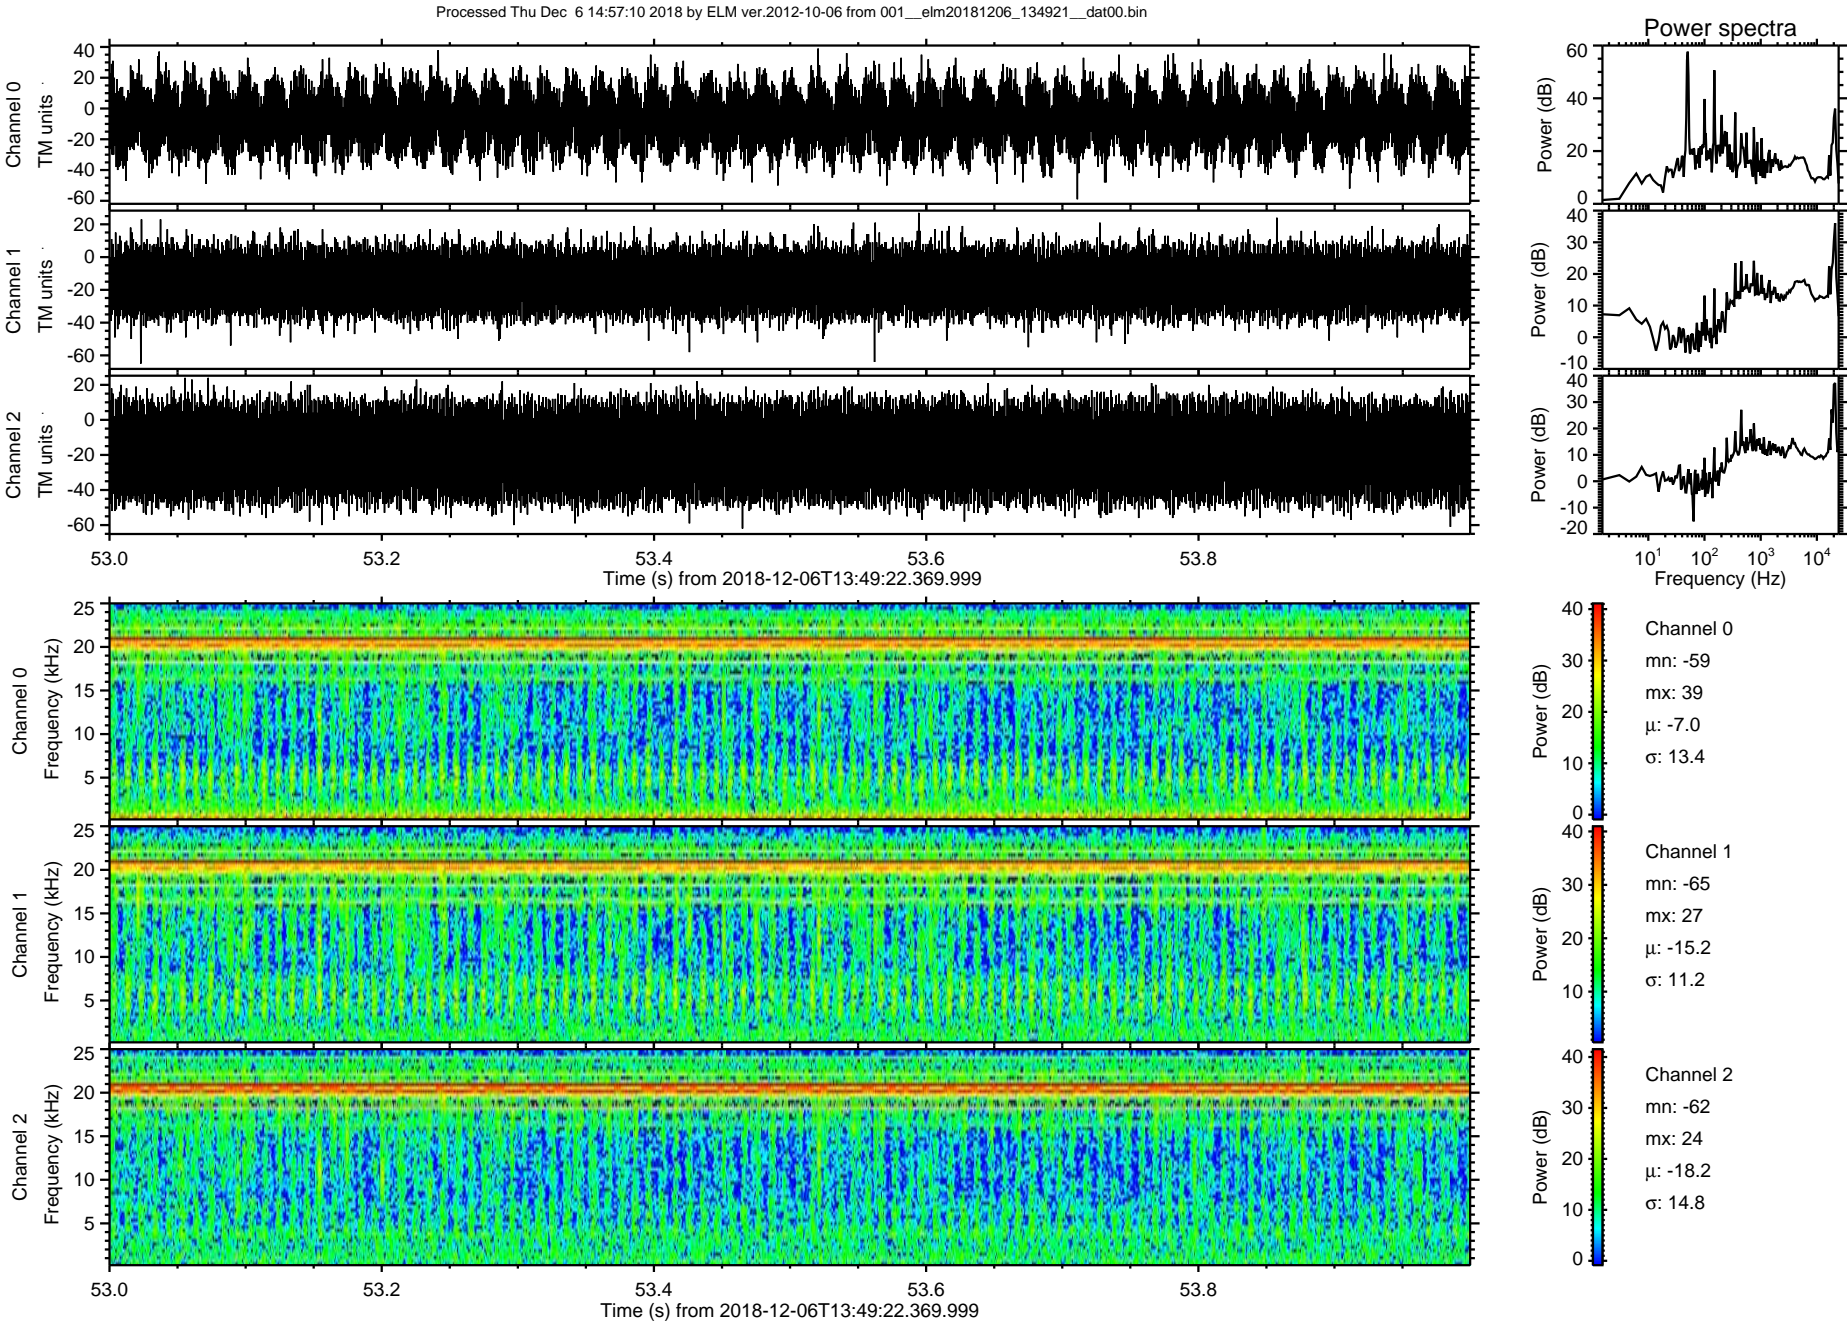 Processed Thu Dec 6 14:57:10 2018 by ELM ver.2012-10-06 from 001__elm20181206_134921__dat00.bin
Power spectra
Channel 0
TM units
40
20
0
-20
-40
-60
Power (dB)
60
40
20
0
Channel 1
TM units
20
0
-20
-40
-60
Power (dB)
40
30
20
10
0
-10
Channel 2
TM units
20
0
-20
-40
-60
Power (dB)
40
30
20
10
0
-10
-20
53.0 53.2 53.4 53.6 53.8
Time (s) from 2018-12-06T13:49:22.369.999
10¹ 10² 10³ 10⁴
Frequency (Hz)
Channel 0
Frequency (kHz)
25
20
15
10
5
Power (dB)
40
30
20
10
0
Channel 0
mn: -59
mx: 39
μ: -7.0
σ: 13.4
Channel 1
Frequency (kHz)
25
20
15
10
5
Power (dB)
40
30
20
10
Channel 1
mn: -65
mx: 27
μ: -15.2
σ: 11.2
Channel 2
Frequency (kHz)
25
20
15
10
5
Power (dB)
40
30
20
10
0
Channel 2
mn: -62
mx: 24
μ: -18.2
σ: 14.8
53.0 53.2 53.4 53.6 53.8
Time (s) from 2018-12-06T13:49:22.369.999